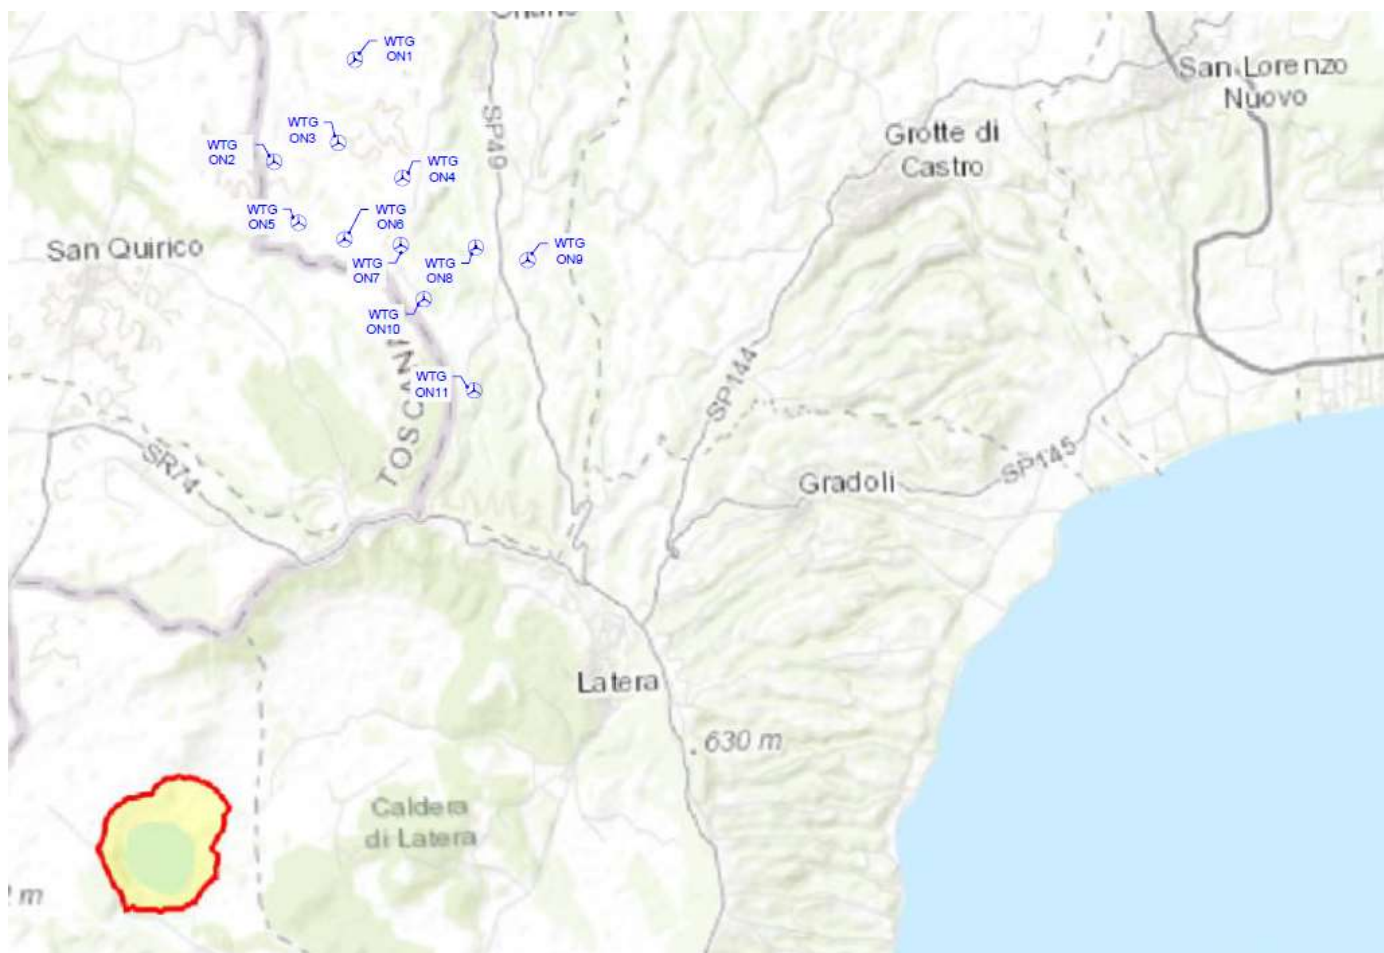 WTG
ON1
San Lorenzo
Nuovo
WTG
ON3
WTG
ON2
SP49
Grotte di
Castro
WTG
ON4
WTG
ON5
WTG
ON6
San Quirico
WTG
ON7
WTG
ON8
WTG
ON9
WTG
ON10
WTG
ON11
SP144
TOSC
SR74
Gradoli
SP145
Latera
630 m
Caldera
di Latera
m